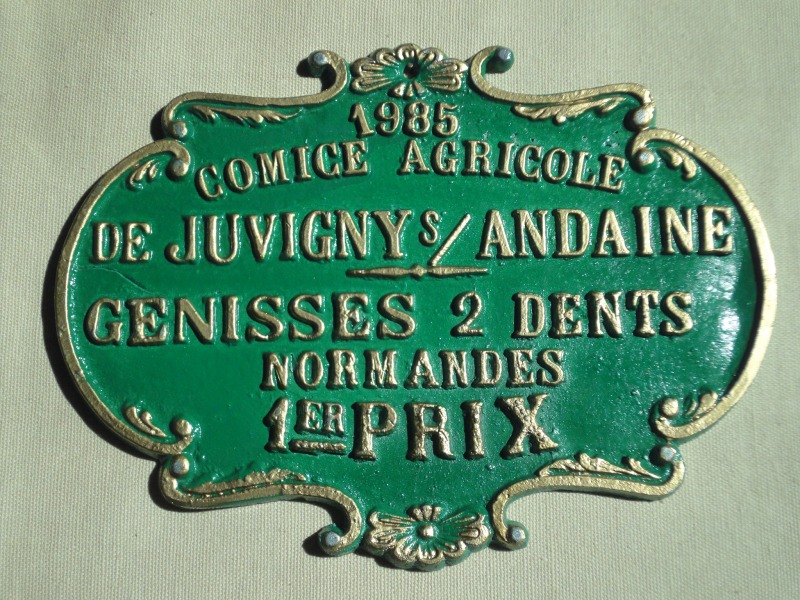 1985
COMICE AGRICOLE
DE JUVIGNY S/ ANDAINE
GENISSES 2 DENTS
NORMANDES
1ER PRIX